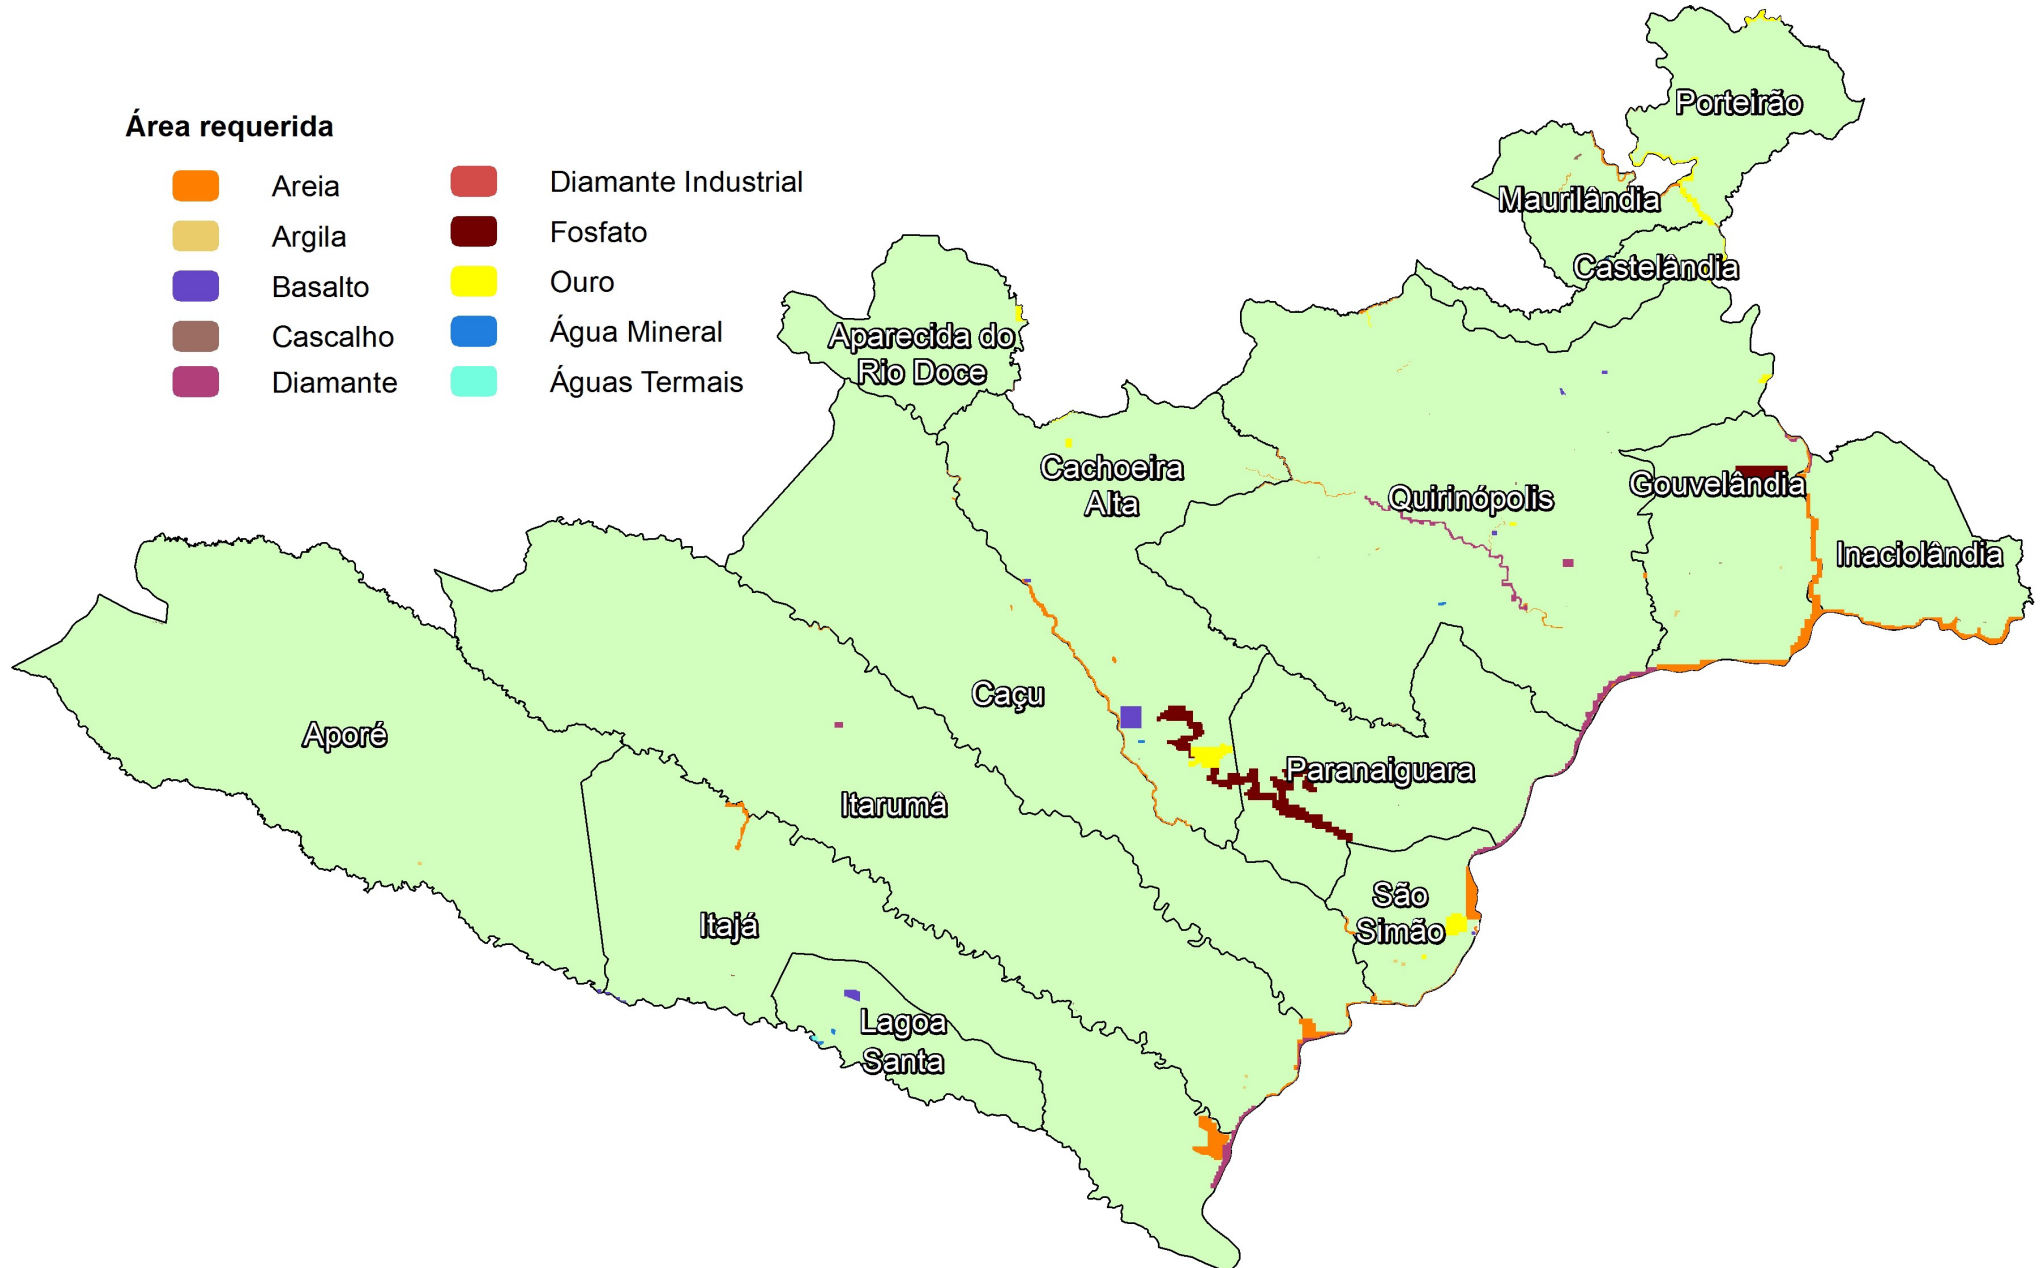 Área requerida
Areia
Argila
Basalto
Cascalho
Diamante
Diamante Industrial
Fosfato
Ouro
Água Mineral
Águas Termais
Porteirão
Maurilândia
Castelândia
Aparecida do
Rio Doce
Cachoeira
Alta
Quirinópolis
Gouvelândia
Inaciolândia
Caçu
Aporé
Paranaiguara
Itarumã
São
Simão
Itajá
Lagoa
Santa